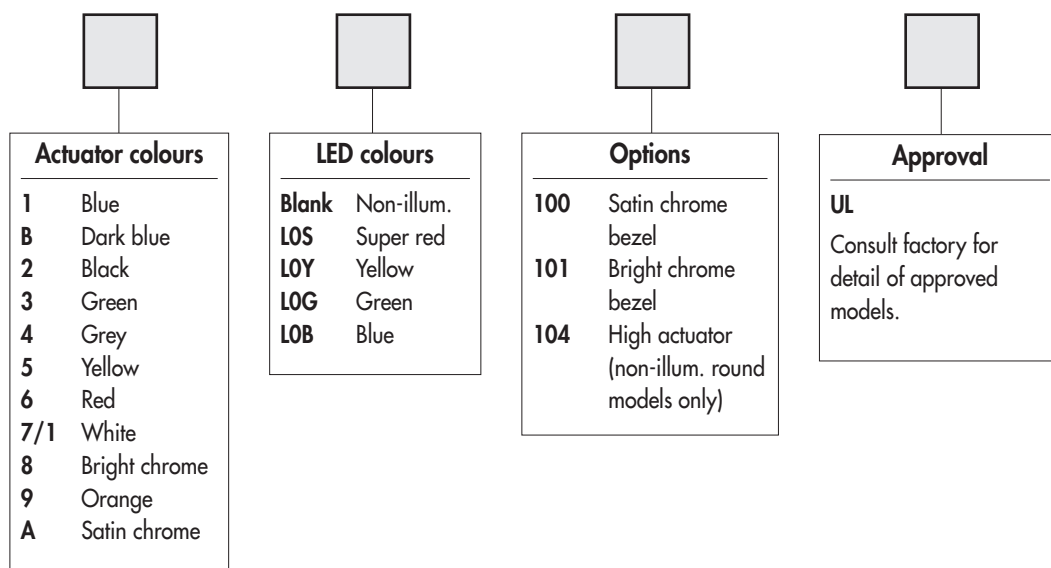 Actuator colours
1 Blue
B Dark blue
2 Black
3 Green
4 Grey
5 Yellow
6 Red
7/1 White
8 Bright chrome
9 Orange
A Satin chrome
LED colours
Blank Non-illum.
L0S Super red
L0Y Yellow
L0G Green
L0B Blue
Options
100 Satin chrome
bezel
101 Bright chrome
bezel
104 High actuator
(non-illum. round
models only)
Approval
UL
Consult factory for
detail of approved
models.